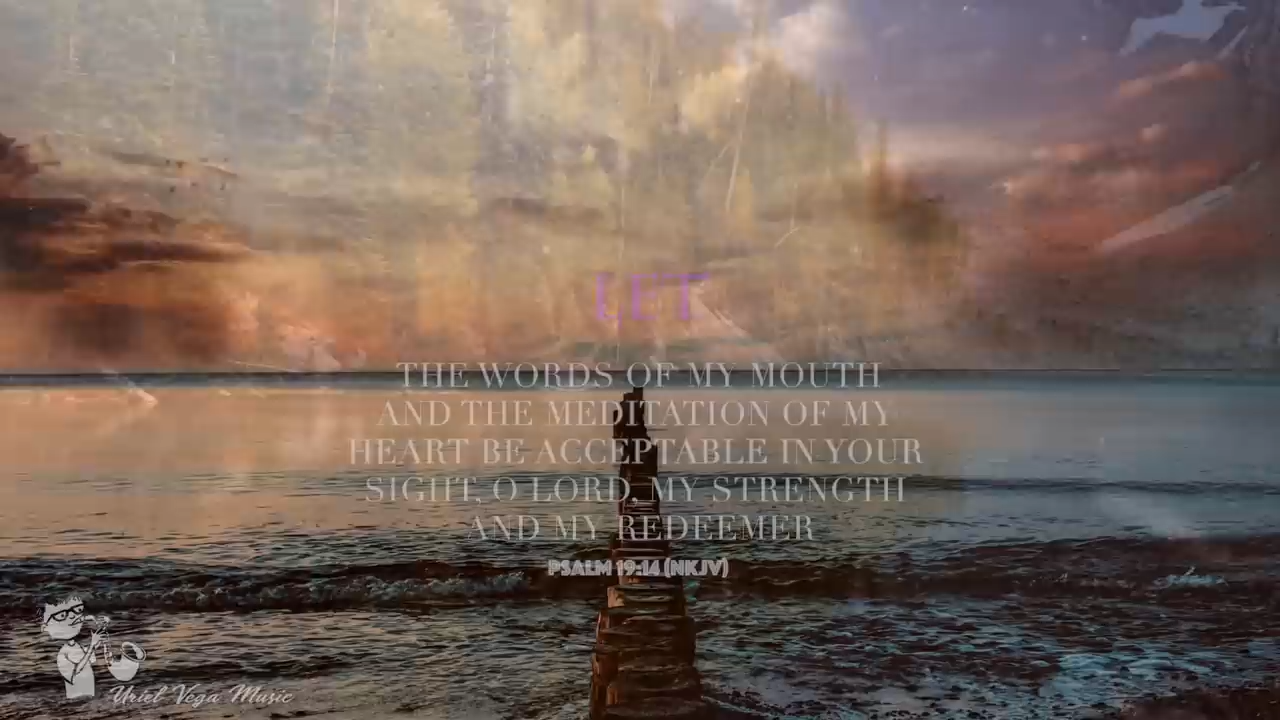 LET
THE WORDS OF MY MOUTH
AND THE MEDITATION OF MY
HEART BE ACCEPTABLE IN YOUR
SIGHT, O LORD, MY STRENGTH
AND MY REDEEMER
PSALM 19:14 (NKJV)
Uriel Vega Music